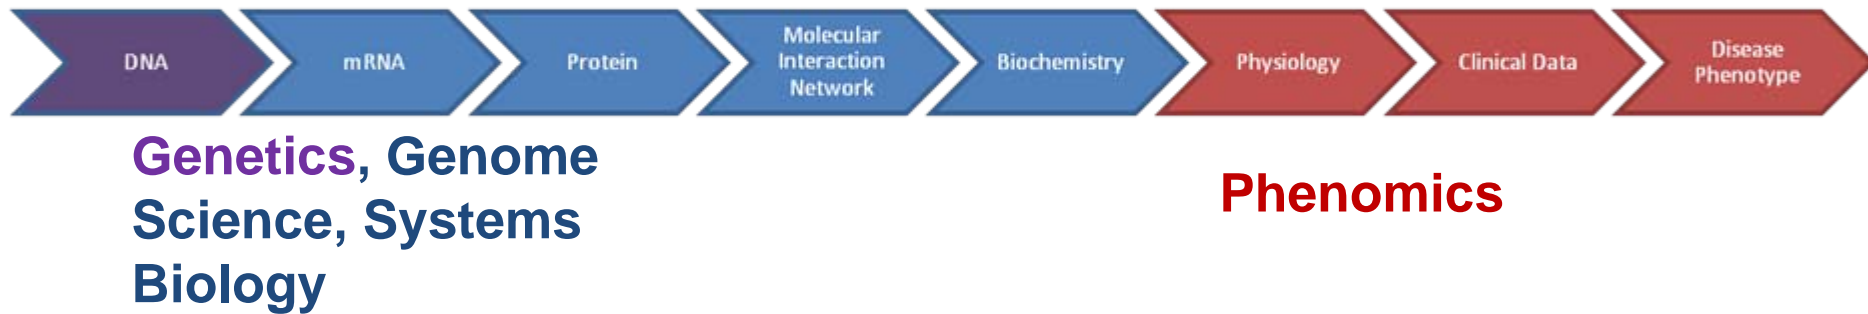 DNA
mRNA
Protein
Molecular
Interaction
Network
Biochemistry
Physiology
Clinical Data
Disease
Phenotype
Genetics, Genome
Science, Systems
Biology
Phenomics